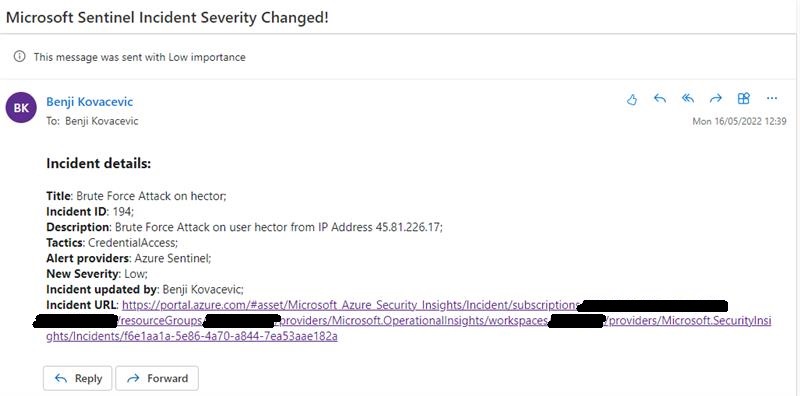 Microsoft Sentinel Incident Severity Changed!
This message was sent with Low importance
BK
Benji Kovacevic
To: Benji Kovacevic
Mon 16/05/2022 12:39
Incident details:
Title: Brute Force Attack on hector;
Incident ID: 194;
Description: Brute Force Attack on user hector from IP Address 45.81.226.17;
Tactics: CredentialAccess;
Alert providers: Azure Sentinel;
New Severity: Low;
Incident updated by: Benji Kovacevic;
Incident URL: https://portal.azure.com/#asset/Microsoft_Azure_Security_Insights/Incident/subscriptions
/resourceGroups providers/Microsoft.OperationalInsights/workspaces /providers/Microsoft.SecurityInsi
ghts/Incidents/f6e1aa1a-5e86-4a70-a844-7ea53aae182a
Reply Forward